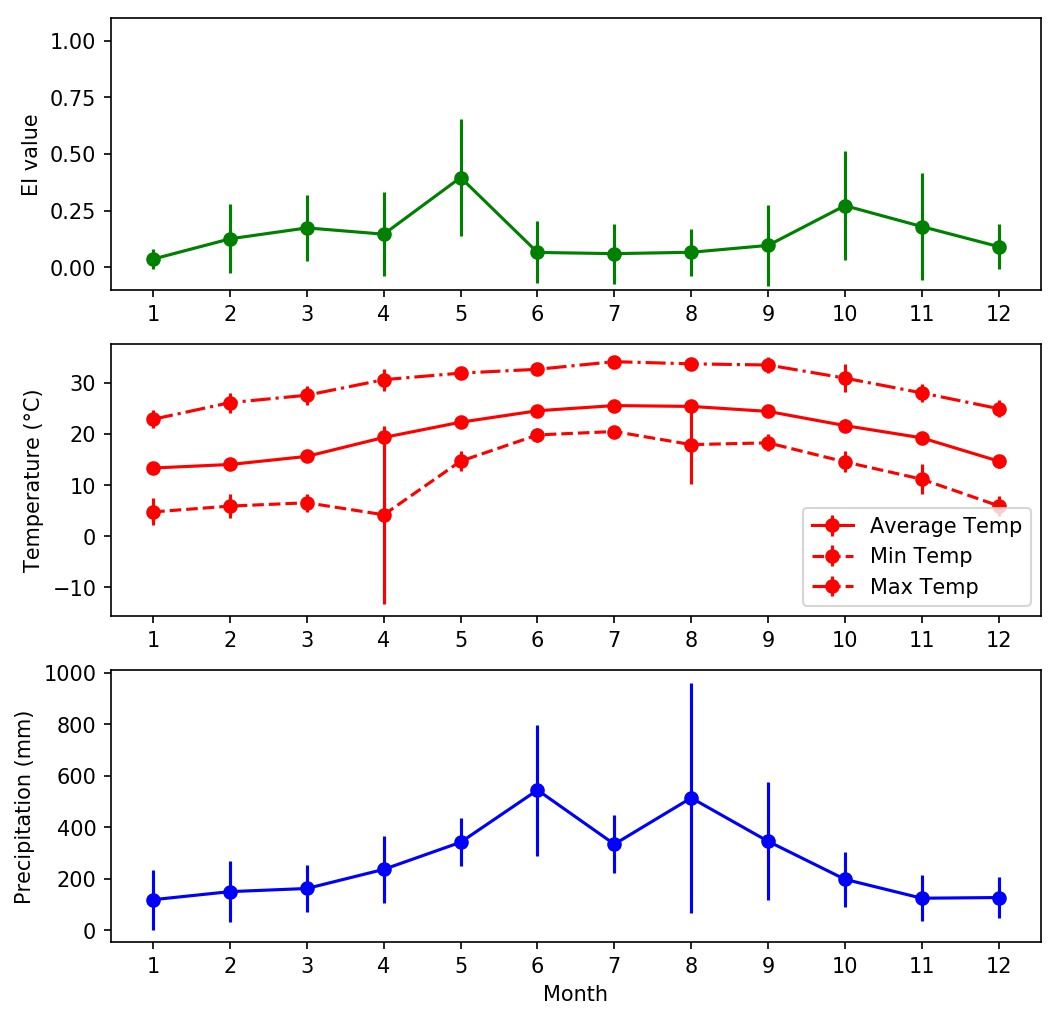 EI value
1.00
0.75
0.50
0.25
0.00
1 2 3 4 5 6 7 8 9 10 11 12
Temperature (°C)
30
20
10
0
−10
Average Temp
Min Temp
Max Temp
1 2 3 4 5 6 7 8 9 10 11 12
Precipitation (mm)
1000
800
600
400
200
0
1 2 3 4 5 6 7 8 9 10 11 12
Month